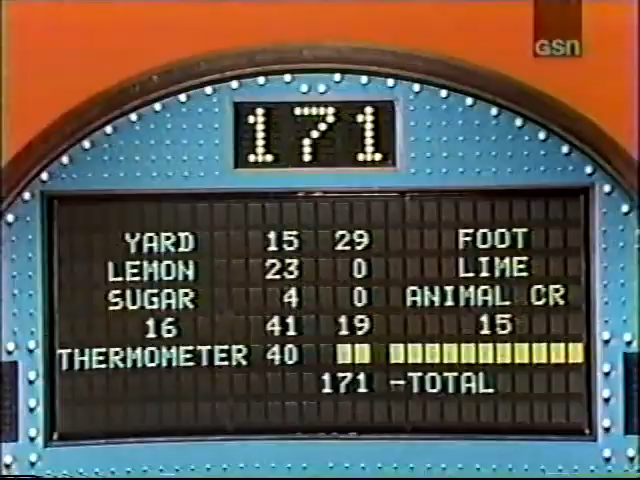 GSN
171
YARD 15 29 FOOT
LEMON 23 0 LIME
SUGAR 4 0 ANIMAL CR
16 41 19 15
THERMOMETER 40
171 -TOTAL